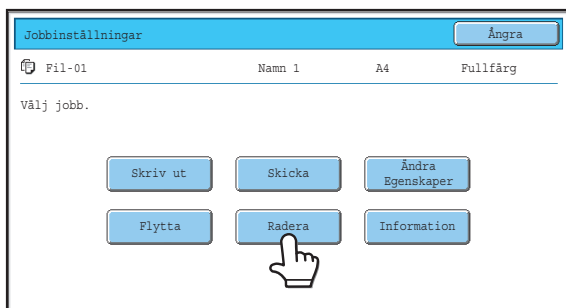 Jobbinställningar Ångra
Fil-01 Namn 1 A4 Fullfärg
Välj jobb.
Skriv ut Skicka Ändra Egenskaper
Flytta Radera Information